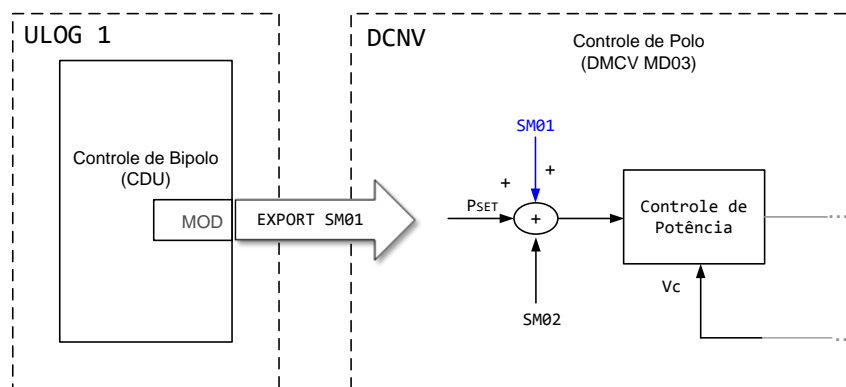 ULOG 1
Controle de Bipolo
(CDU)
MOD
EXPORT SM01
DCNV
Controle de Polo
(DMCV MD03)
SM01
+
+
PSET
+
SM02
Controle de
Potência
...
Vc
...